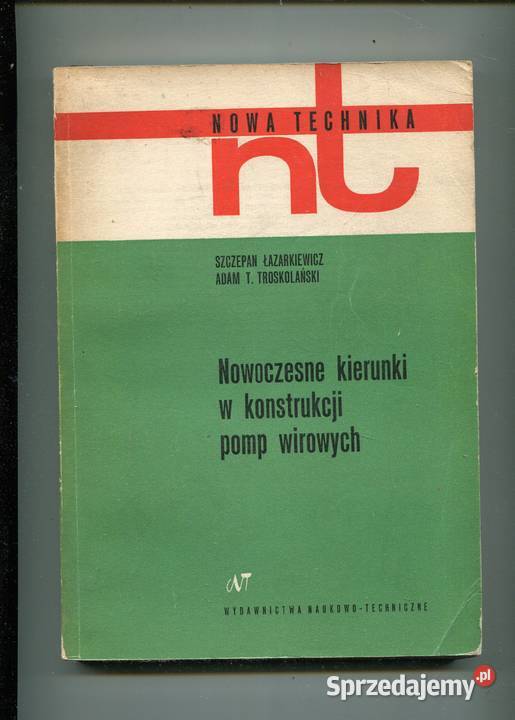 NOWA TECHNIKA
nt
SZCZEPAN ŁAZARKIEWICZ
ADAM T. TROSKOLAŃSKI
Nowoczesne kierunki
w konstrukcji
pomp wirowych
WNT
WYDAWNICTWA NAUKOWO-TECHNICZNE
Sprzedajemy.pl